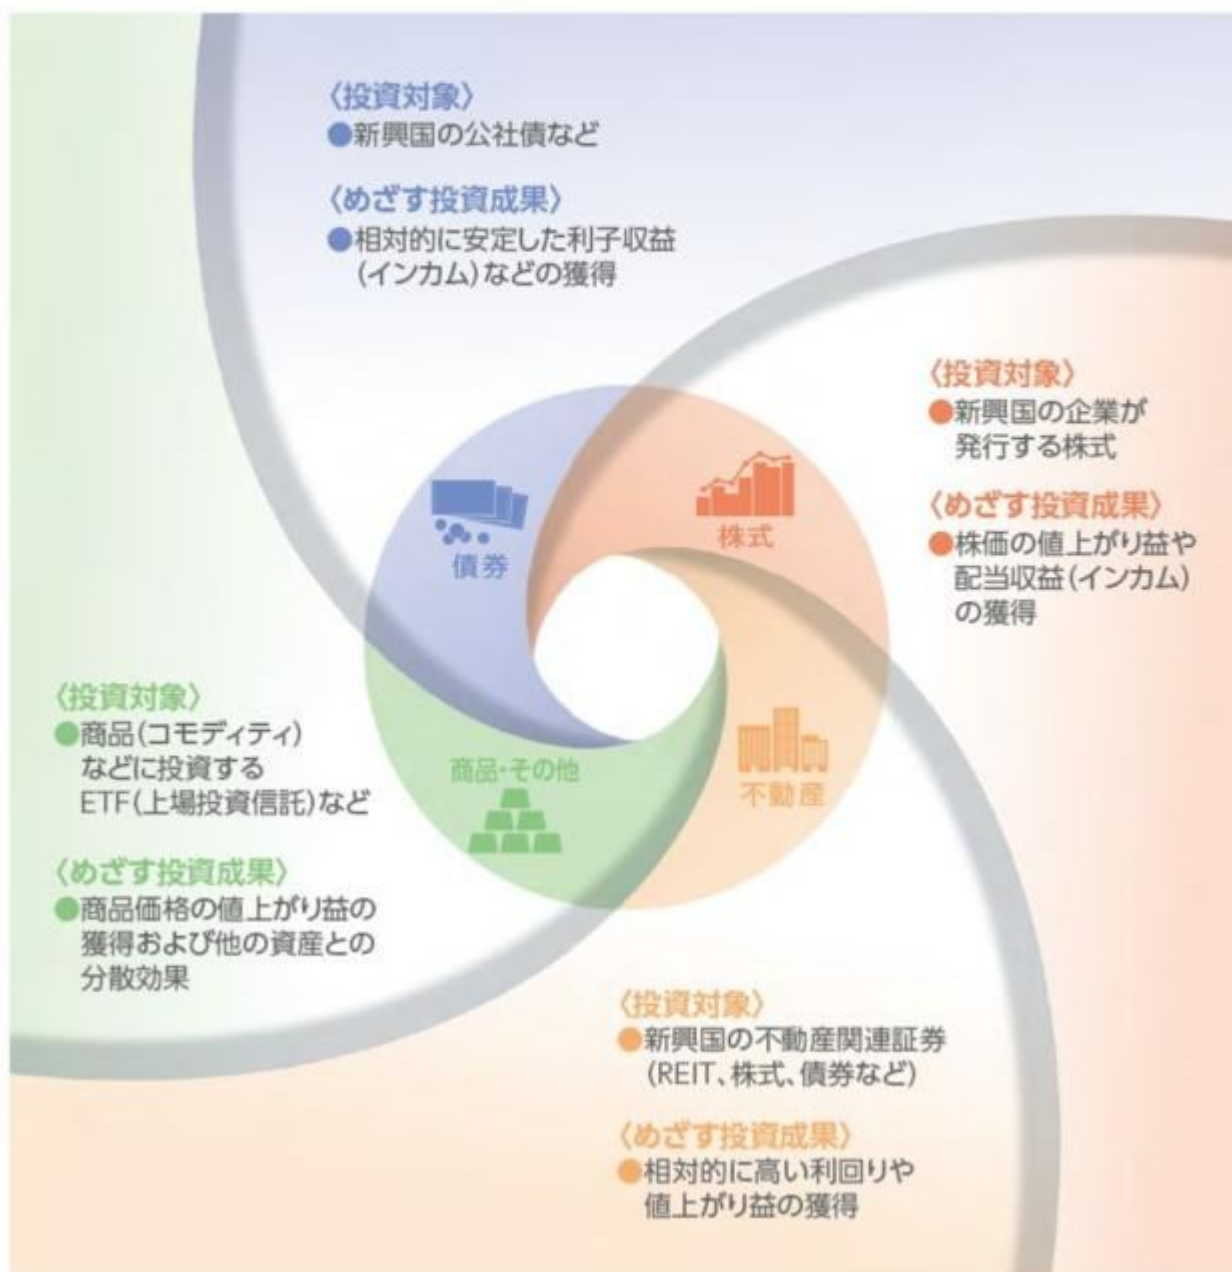 〈投資対象〉
●新興国の公社債など
〈めざす投資成果〉
●相対的に安定した利子収益
(インカム)などの獲得
〈投資対象〉
●新興国の企業が
発行する株式
〈めざす投資成果〉
●株価の値上がり益や
配当収益(インカム)
の獲得
債券
株式
商品・その他
不動産
〈投資対象〉
●商品(コモディティ)
などに投資する
ETF(上場投資信託)など
〈めざす投資成果〉
●商品価格の値上がり益の
獲得および他の資産との
分散効果
〈投資対象〉
●新興国の不動産関連証券
(REIT、株式、債券など)
〈めざす投資成果〉
●相対的に高い利回りや
値上がり益の獲得